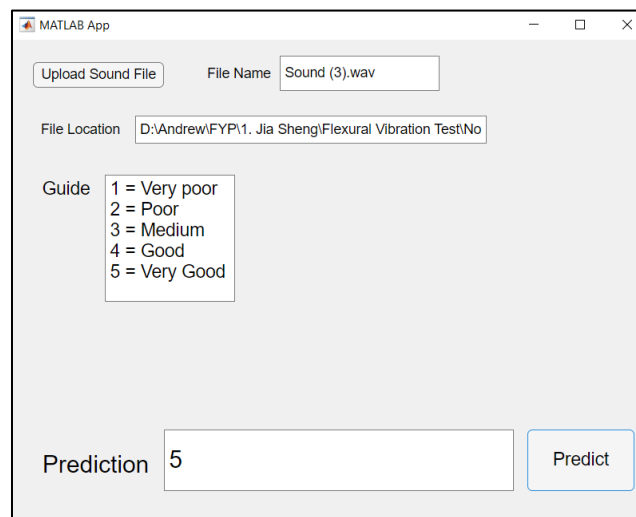 MATLAB App
Upload Sound File File Name Sound (3).wav
File Location D:\Andrew\FYP\1. Jia Sheng\Flexural Vibration Test\No
Guide 1 = Very poor
2 = Poor
3 = Medium
4 = Good
5 = Very Good
Prediction 5 Predict